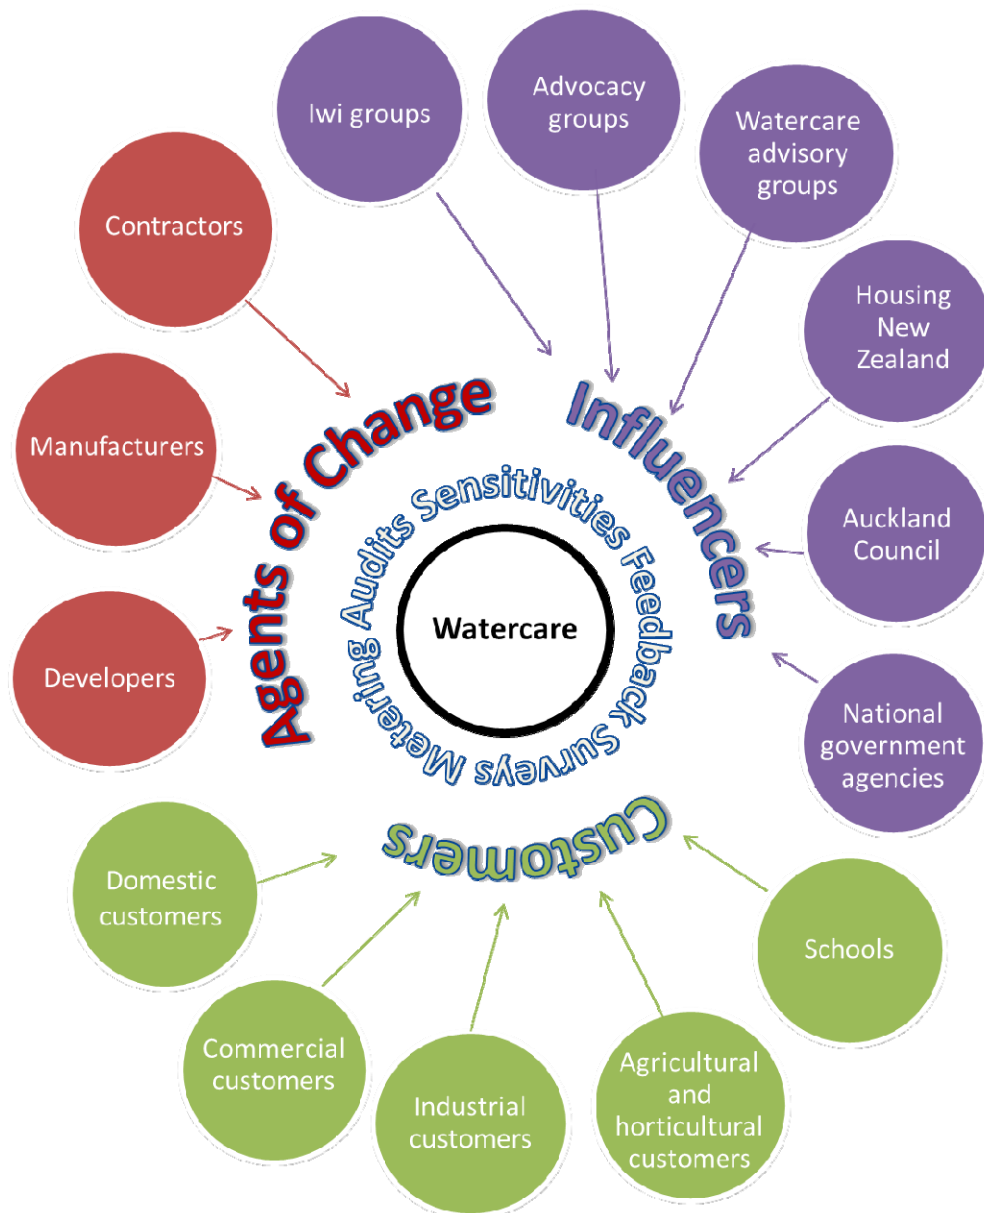 Iwi groups
Advocacy
groups
Watercare
advisory
groups
Contractors
Housing
New
Zealand
Manufacturers
Agents of Change
Influencers
Audits Sensitivities Feedback Surveys Metering
Watercare
Auckland
Council
Developers
National
government
agencies
Customers
Domestic
customers
Schools
Commercial
customers
Industrial
customers
Agricultural
and
horticultural
customers